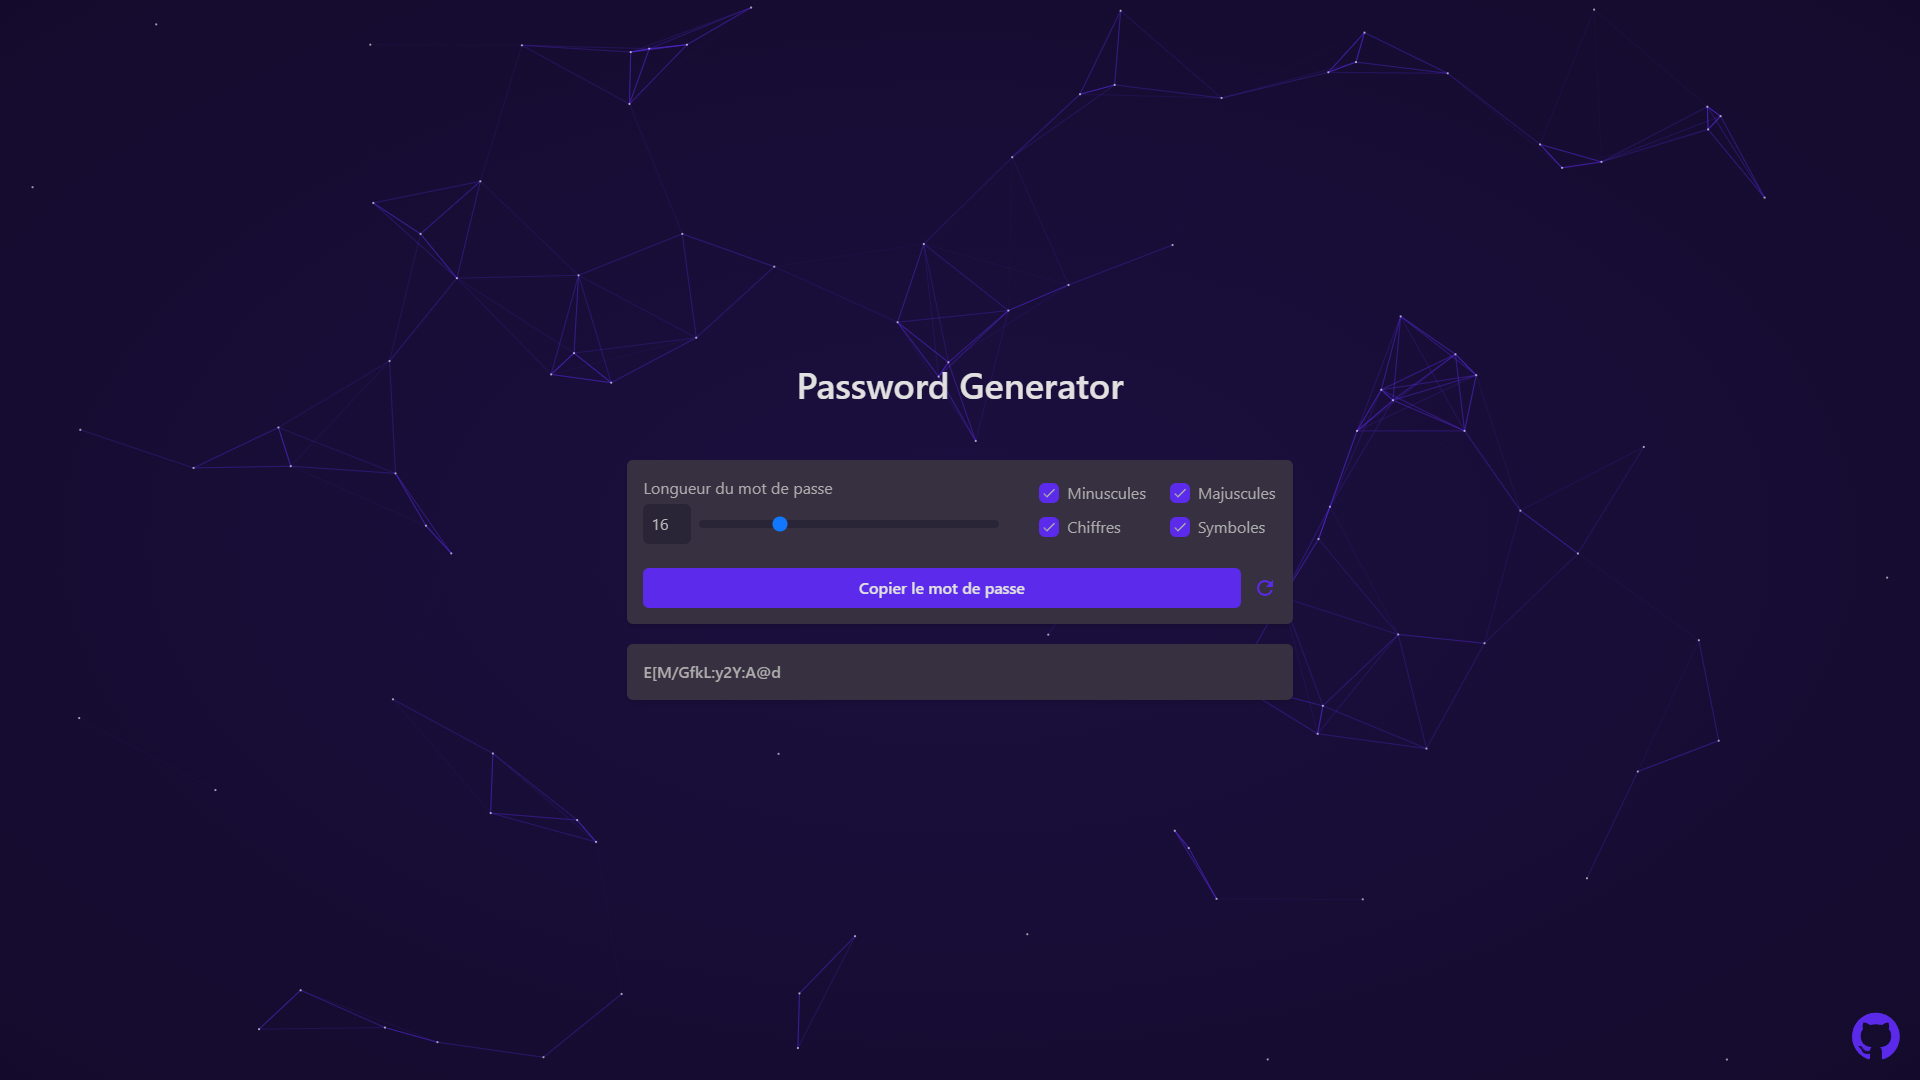 Password Generator
Longueur du mot de passe
16
Minuscules
Majuscules
Chiffres
Symboles
Copier le mot de passe
E[M/GfkL:y2Y:A@d